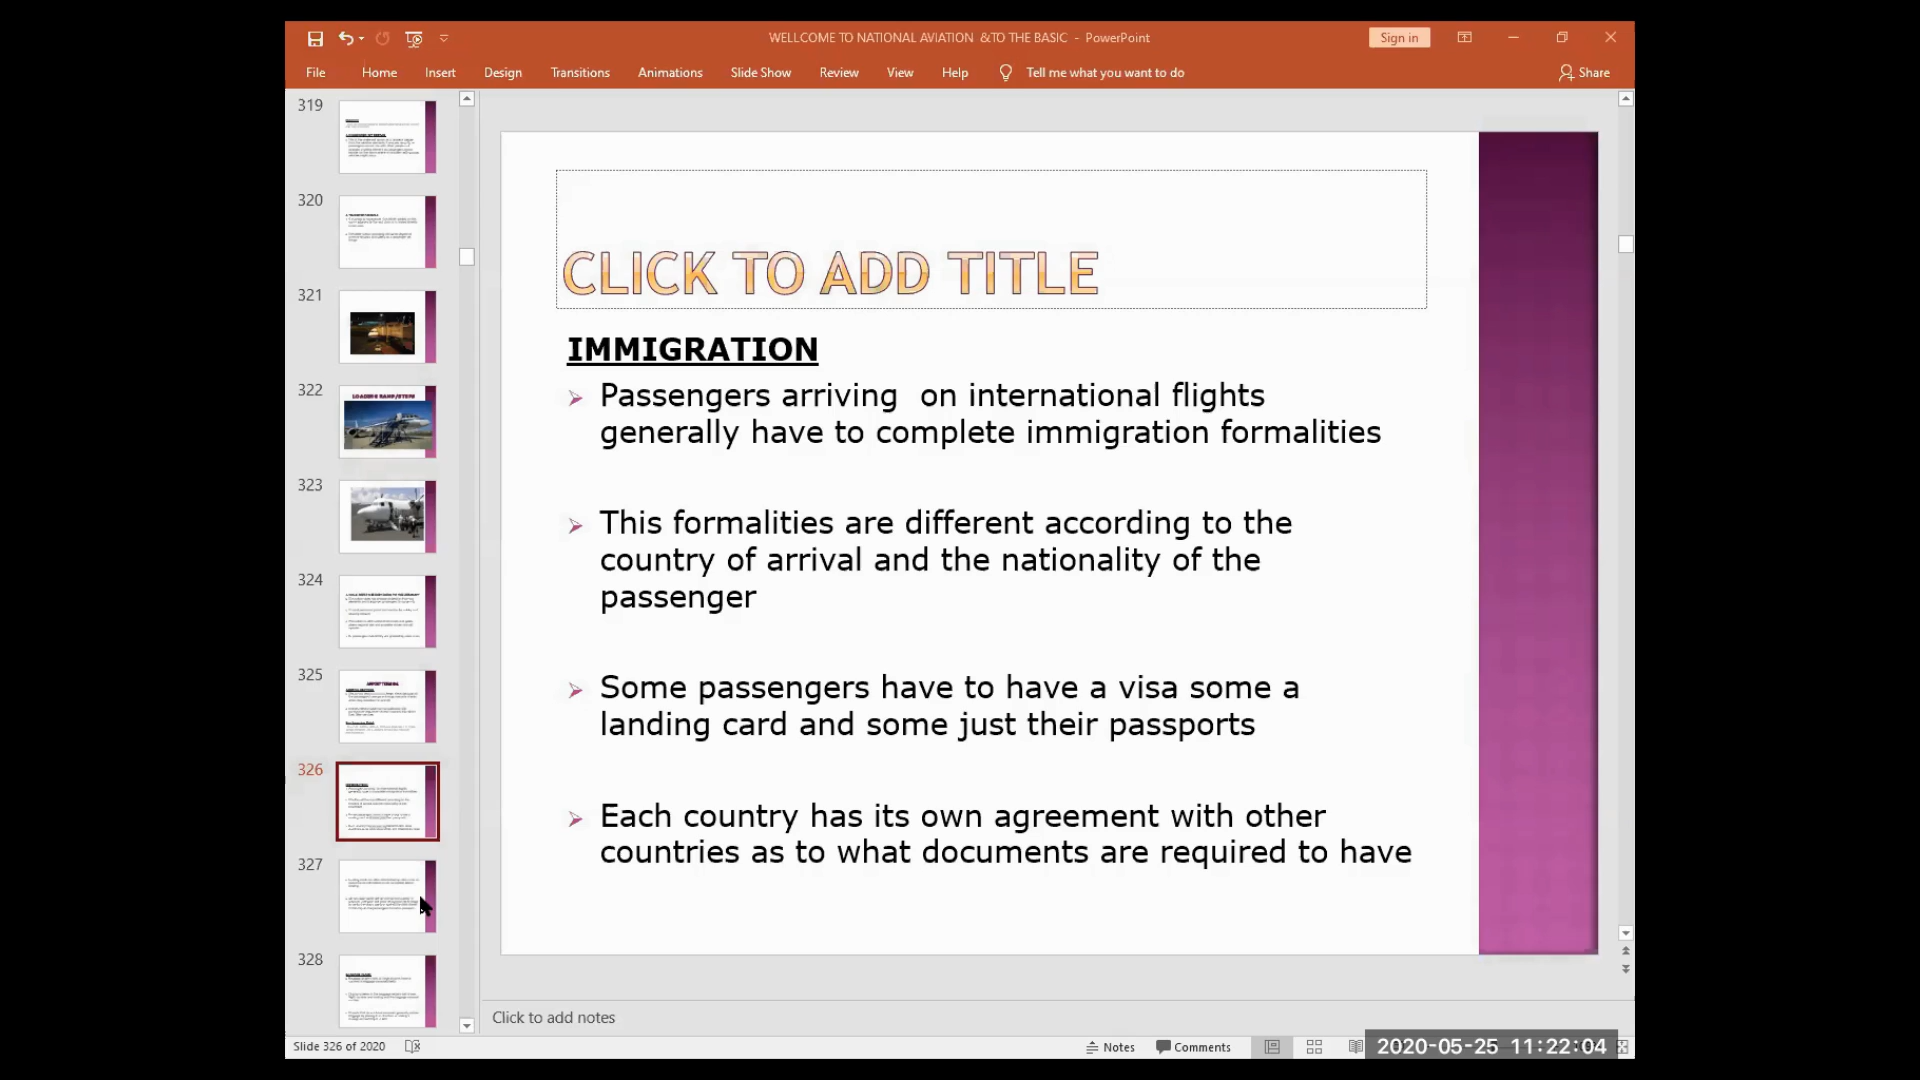 WELLCOME TO NATIONAL AVIATION &TO THE BASIC - PowerPoint
Sign in
File Home Insert Design Transitions Animations Slide Show Review View Help Tell me what you want to do Share
319
320
321
322
LOADING RAMP/STEPS
323
324
325
326
327
328
CLICK TO ADD TITLE
IMMIGRATION
Passengers arriving on international flights
generally have to complete immigration formalities
This formalities are different according to the
country of arrival and the nationality of the
passenger
Some passengers have to have a visa some a
landing card and some just their passports
Each country has its own agreement with other
countries as to what documents are required to have
Click to add notes
Slide 326 of 2020
Notes Comments
2020-05-25 11:22:04